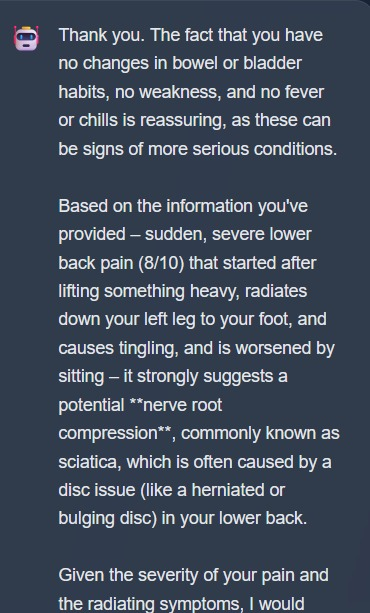 Thank you. The fact that you have
no changes in bowel or bladder
habits, no weakness, and no fever
or chills is reassuring, as these can
be signs of more serious conditions.
Based on the information you've
provided – sudden, severe lower
back pain (8/10) that started after
lifting something heavy, radiates
down your left leg to your foot, and
causes tingling, and is worsened by
sitting – it strongly suggests a
potential **nerve root
compression**, commonly known as
sciatica, which is often caused by a
disc issue (like a herniated or
bulging disc) in your lower back.
Given the severity of your pain and
the radiating symptoms, I would